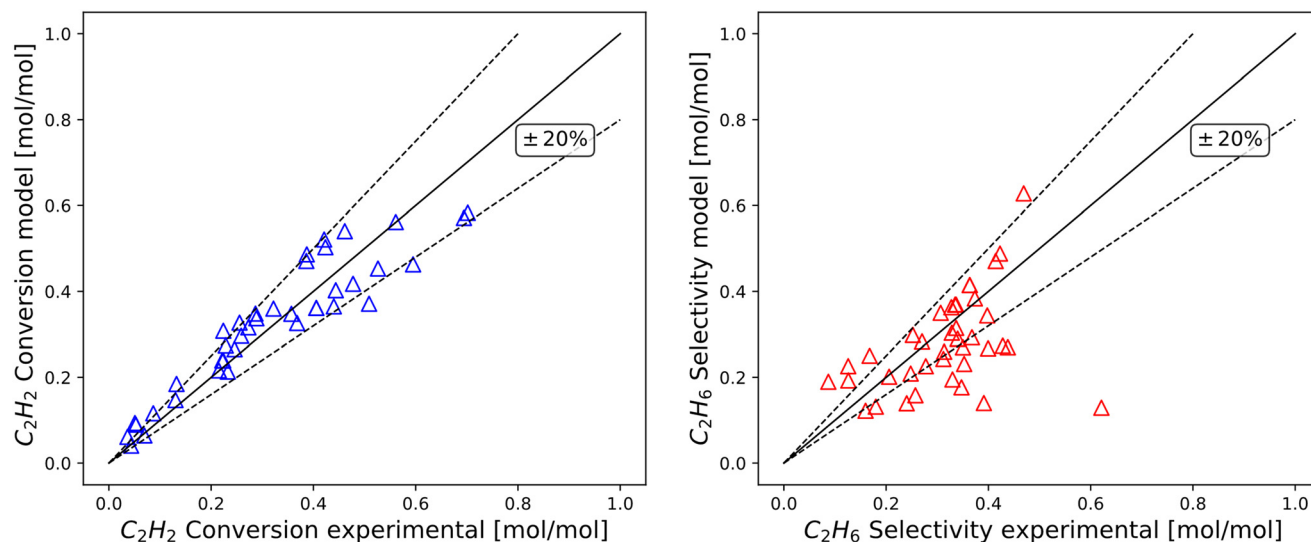 C₂H₂ Conversion model [mol/mol]
1.0
0.8
0.6
0.4
0.2
0.0
± 20%
0.0 0.2 0.4 0.6 0.8 1.0
C₂H₂ Conversion experimental [mol/mol]
C₂H₆ Selectivity model [mol/mol]
1.0
0.8
0.6
0.4
0.2
0.0
± 20%
0.0 0.2 0.4 0.6 0.8 1.0
C₂H₆ Selectivity experimental [mol/mol]